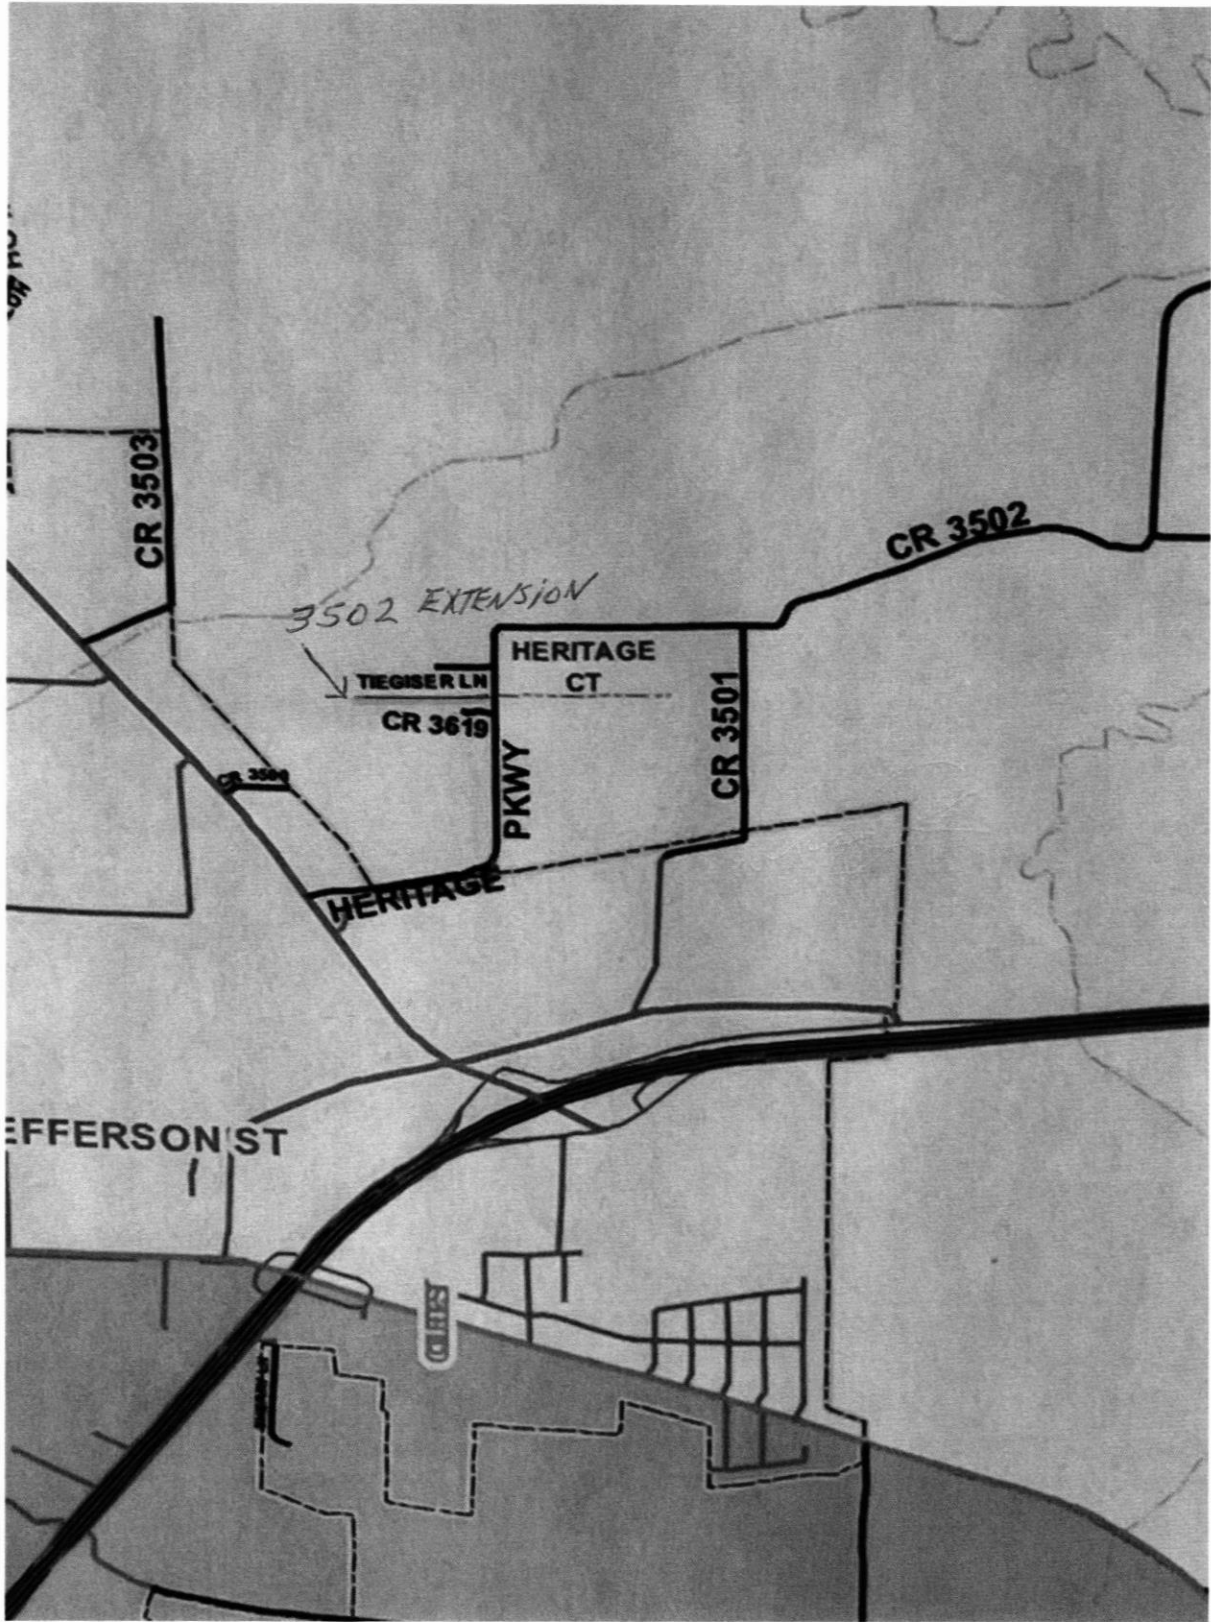 CR 3503
CR 3502
3502 EXTENSION
HERITAGE
CT
TIEGISER LN
CR 3619
CR 3501
PKWY
HERITAGE
EFFERSON ST